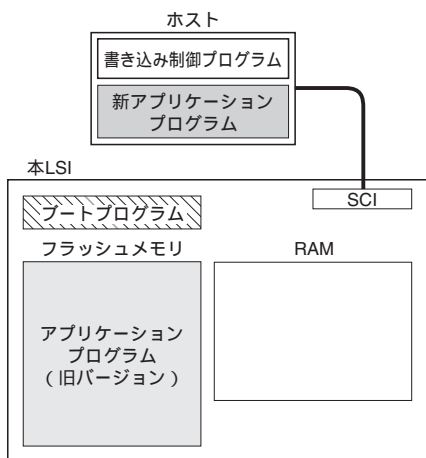 ホスト
書き込み制御プログラム
新アプリケーション
プログラム
本LSI
SCI
ブートプログラム
フラッシュメモリ
RAM
アプリケーション
プログラム
（旧バージョン）